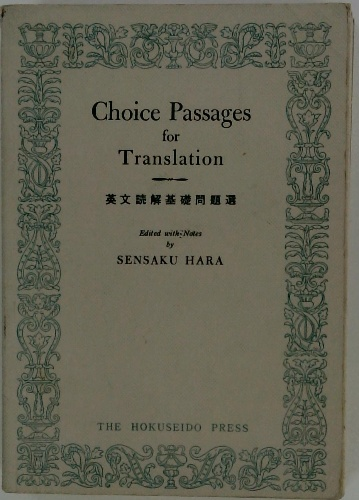 Choice Passages
for
Translation
英文読解基礎問題選
Edited with Notes
by
SENSAKU HARA
THE HOKUSEIDO PRESS